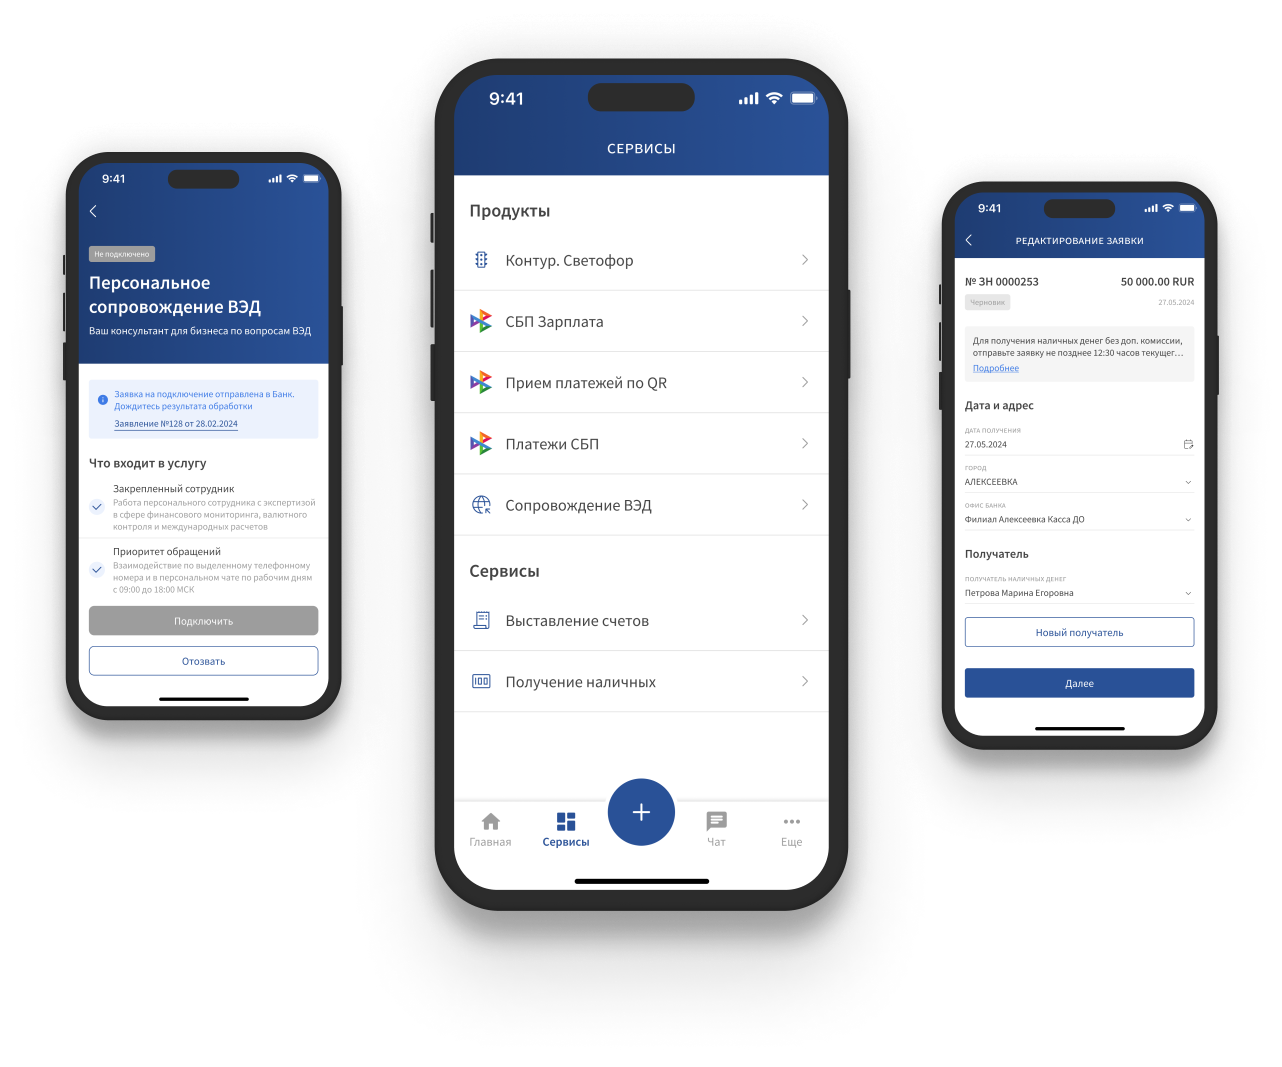 9:41
Не подключено
Персональное
сопровождение ВЭД
Ваш консультант для бизнеса по вопросам ВЭД
Заявка на подключение отправлена в Банк.
Дождитесь результата обработки
Заявление №128 от 28.02.2024
Что входит в услугу
Закрепленный сотрудник
Работа персонального сотрудника с экспертизой
в сфере финансового мониторинга, валютного
контроля и международных расчетов
Приоритет обращений
Взаимодействие по выделенному телефонному
номеру и в персональном чате по рабочим дням
с 09:00 до 18:00 МСК
Подключить
Отозвать
9:41
СЕРВИСЫ
Продукты
Контур. Светофор
СБП Зарплата
Прием платежей по QR
Платежи СБП
Сопровождение ВЭД
Сервисы
Выставление счетов
100
Получение наличных
Главная
Сервисы
Чат
Еще
9:41
РЕДАКТИРОВАНИЕ ЗАЯВКИ
№ ЗН 0000253
50 000.00 RUR
Черновик
27.05.2024
Для получения наличных денег без доп. комиссии,
отправьте заявку не позднее 12:30 часов текущег...
Подробнее
Дата и адрес
ДАТА ПОЛУЧЕНИЯ
27.05.2024
ГОРОД
АЛЕКСЕЕВКА
ОФИС БАНКА
Филиал Алексеевка Касса ДО
Получатель
ПОЛУЧАТЕЛЬ НАЛИЧНЫХ ДЕНЕГ
Петрова Марина Егоровна
Новый получатель
Далее